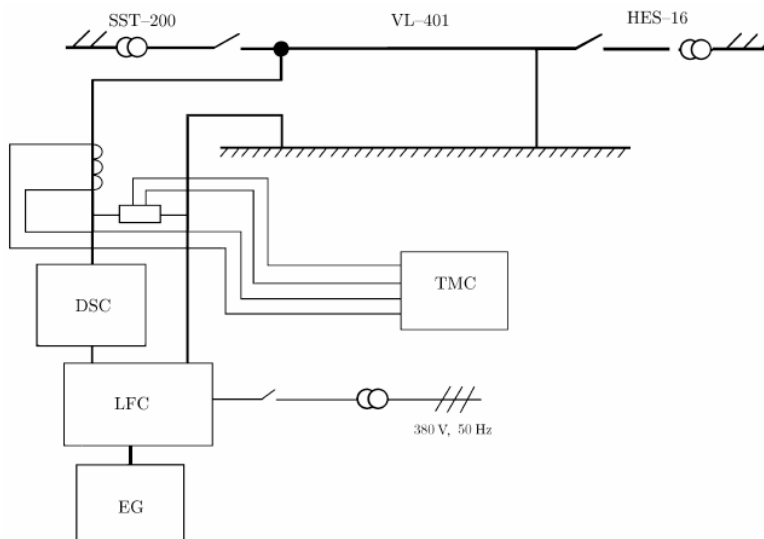 SST–200
VL–401
HES–16
DSC
TMC
LFC
380 V, 50 Hz
EG